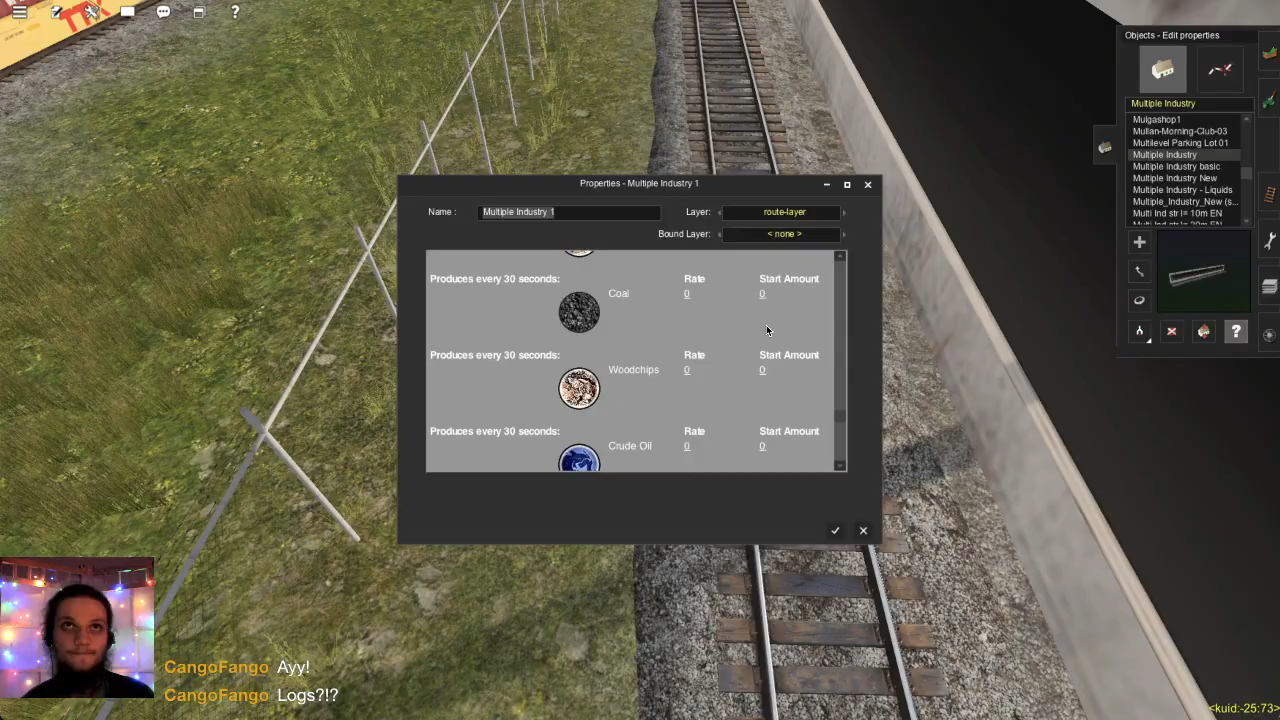 ?
Objects - Edit properties
Multiple Industry
Mulgashop1
Mullan-Morning-Club-03
Multilevel Parking Lot 01
Multiple Industry
Multiple Industry basic
Multiple Industry New
Multiple Industry - Liquids
Multiple_Industry_New (s...
Multi Ind str l= 10m EN
?
Properties - Multiple Industry 1
Name : Multiple Industry 1 Layer: route-layer
Bound Layer: < none >
Produces every 30 seconds: Rate Start Amount
Coal 0 0
Produces every 30 seconds: Rate Start Amount
Woodchips 0 0
Produces every 30 seconds: Rate Start Amount
Crude Oil 0 0
CangoFango Ayy!
CangoFango Logs?!?
<kuid:-25:73>